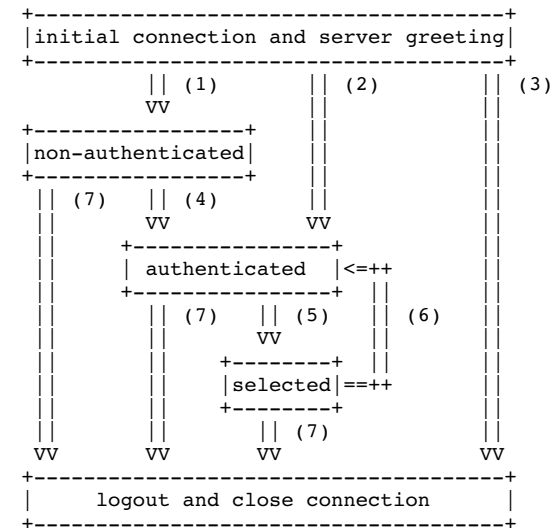 initial connection and server greeting
(1) (2) (3)
non-authenticated
(7) (4)
authenticated
(7) (5) (6)
selected
(7)
logout and close connection